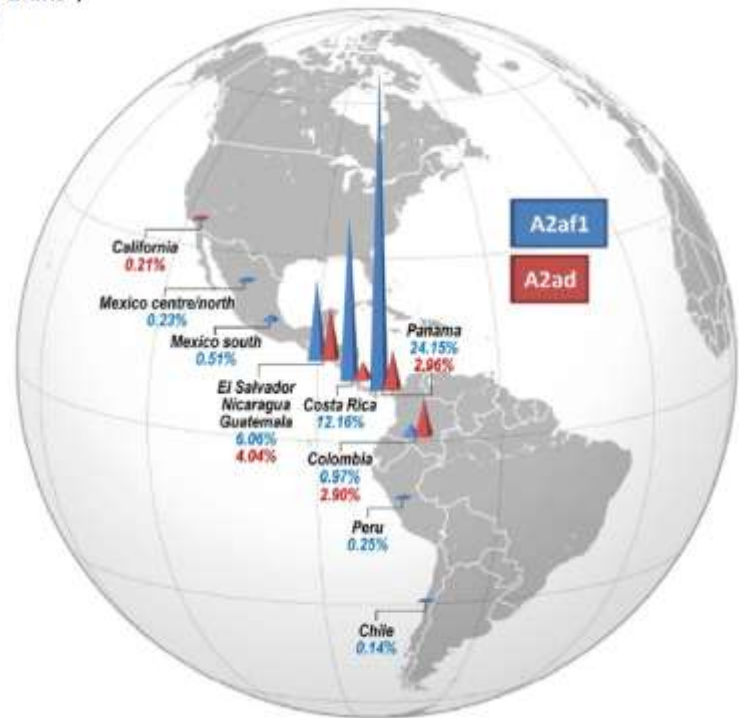 A2af1
A2ad
California
0.21%
Mexico centre/north
0.23%
Mexico south
0.51%
El Salvador
Nicaragua
Guatemala
6.06%
4.04%
Costa Rica
12.16%
Panama
24.15%
2.96%
Colombia
0.97%
2.90%
Peru
0.25%
Chile
0.14%